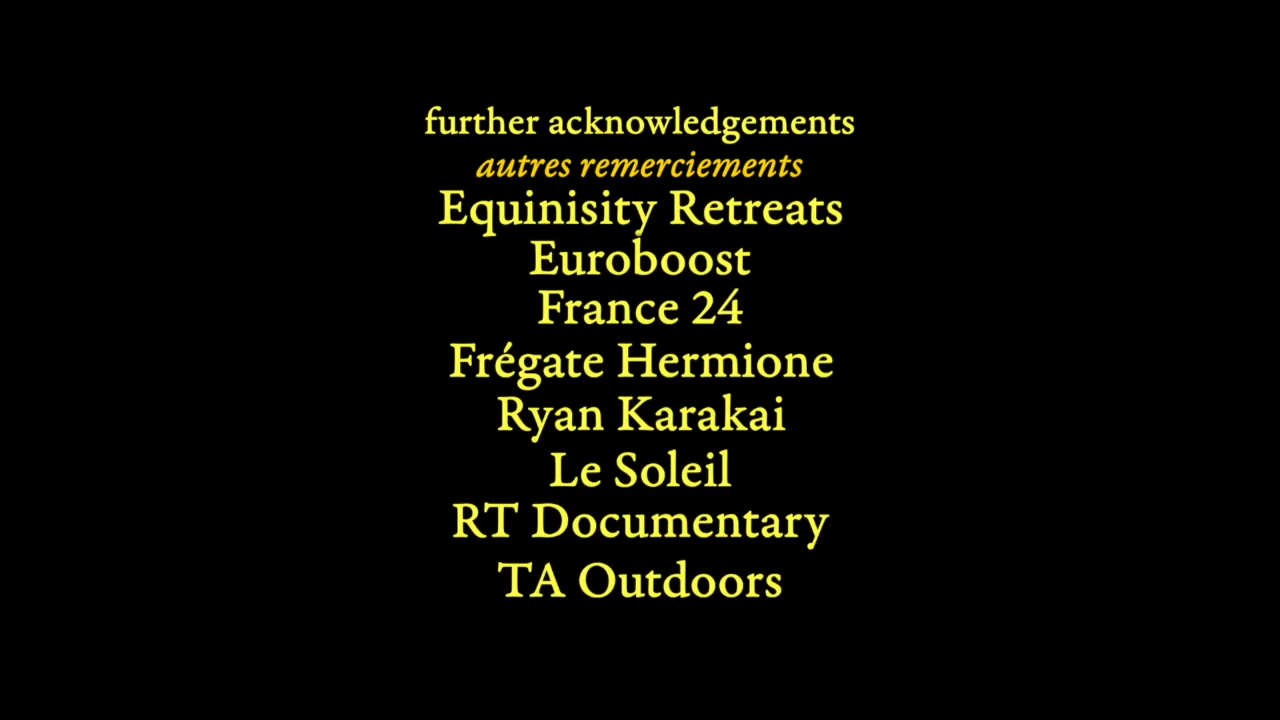 further acknowledgements
autres remerciements
Equinisity Retreats
Euroboost
France 24
Frégate Hermione
Ryan Karakai
Le Soleil
RT Documentary
TA Outdoors